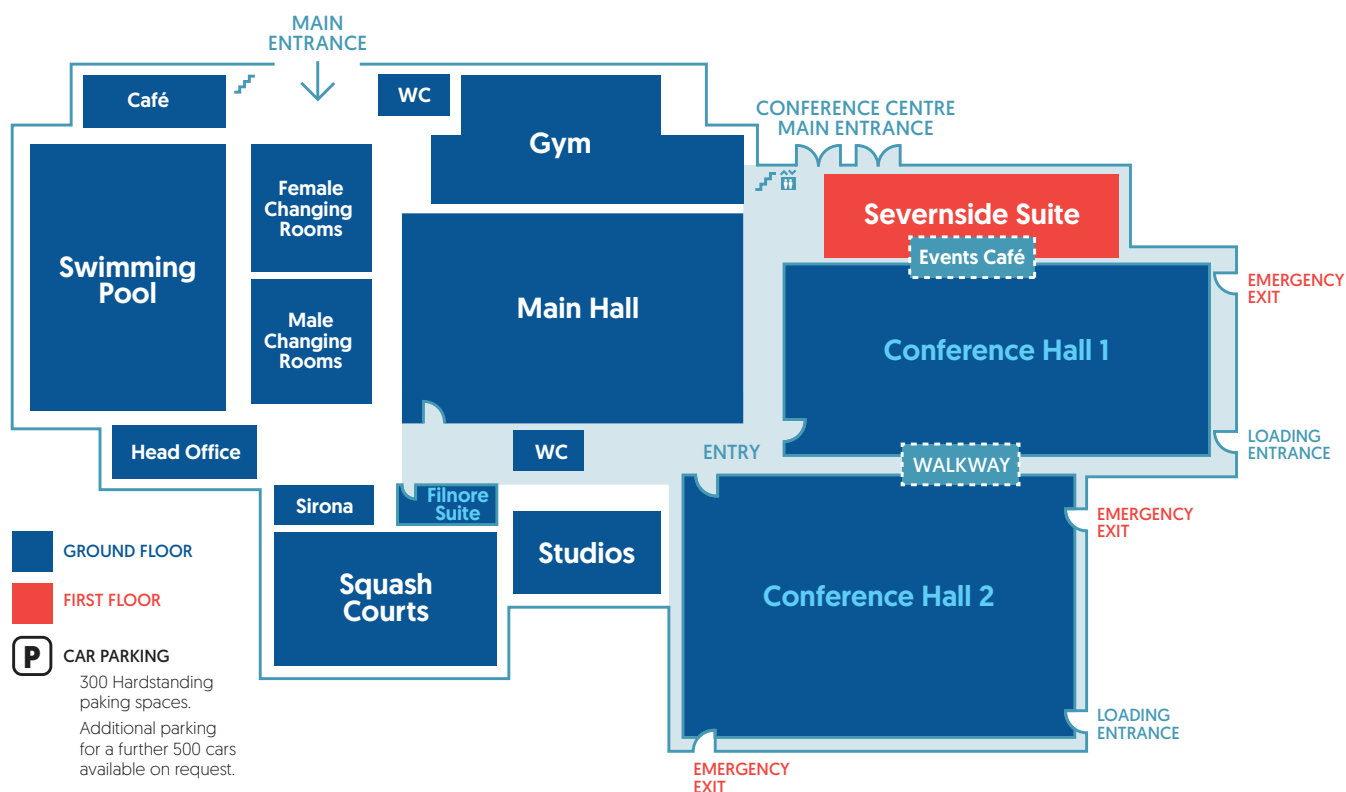 MAIN
ENTRANCE
Café
WC
Gym
CONFERENCE CENTRE
MAIN ENTRANCE
Female
Changing
Rooms
Severnside Suite
Events Café
Swimming
Pool
Main Hall
EMERGENCY
EXIT
Male
Changing
Rooms
Conference Hall 1
Head Office
WC
ENTRY
LOADING
ENTRANCE
WALKWAY
Sirona
Filnore
Suite
EMERGENCY
EXIT
Studios
Squash
Courts
Conference Hall 2
GROUND FLOOR
FIRST FLOOR
P
CAR PARKING
300 Hardstanding
paking spaces.
Additional parking
for a further 500 cars
available on request.
LOADING
ENTRANCE
EMERGENCY
EXIT